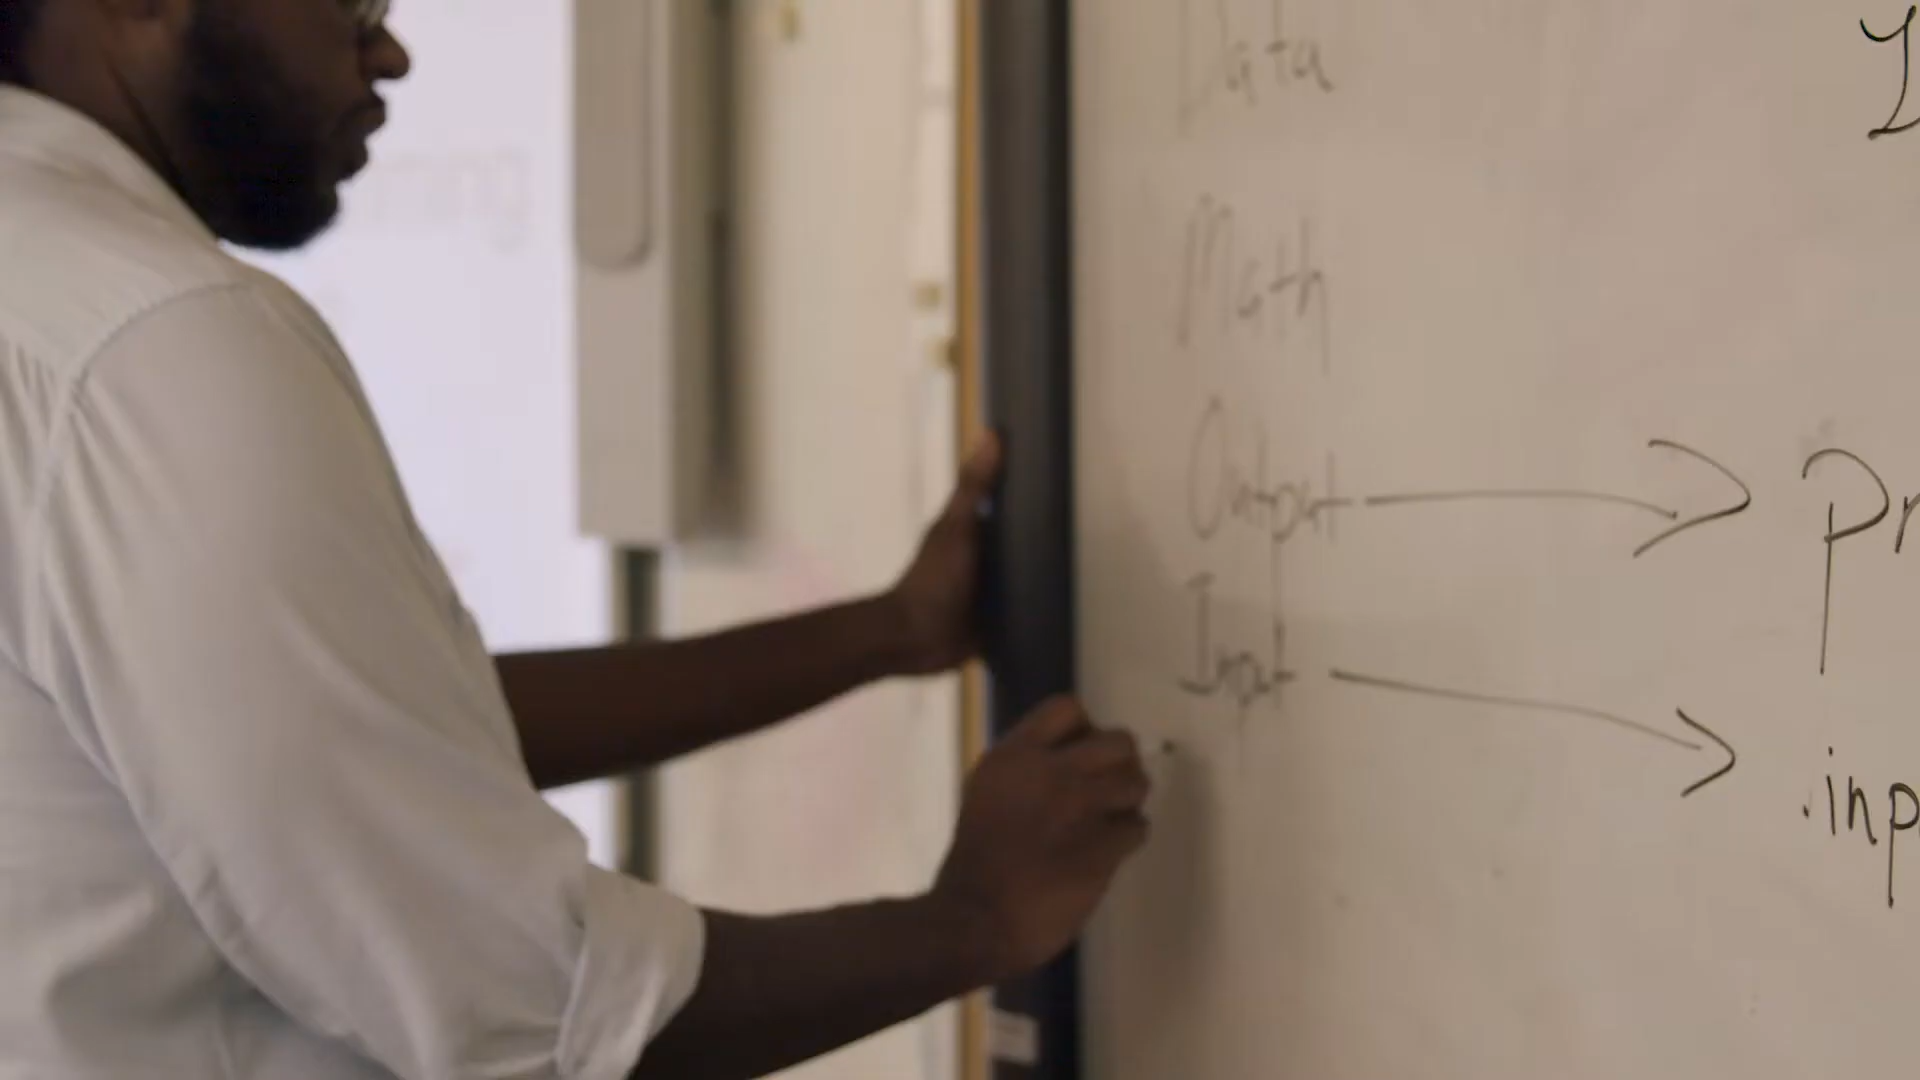 Data
Math
Output → Pr
Input → inp